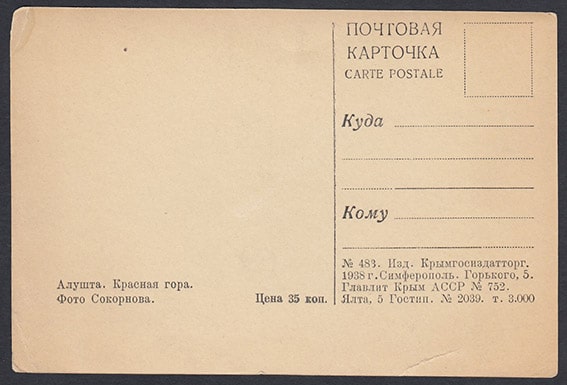 ПОЧТОВАЯ
КАРТОЧКА
CARTE POSTALE
Куда
Кому
№ 483. Изд. Крымгосиздатторг.
1938 г. Симферополь. Горького, 5.
Главлит Крым АССР № 752.
Ялта, 5 Гостип. № 2039. т. 3.000
Алушта. Красная гора.
Фото Сокорнова.
Цена 35 коп.